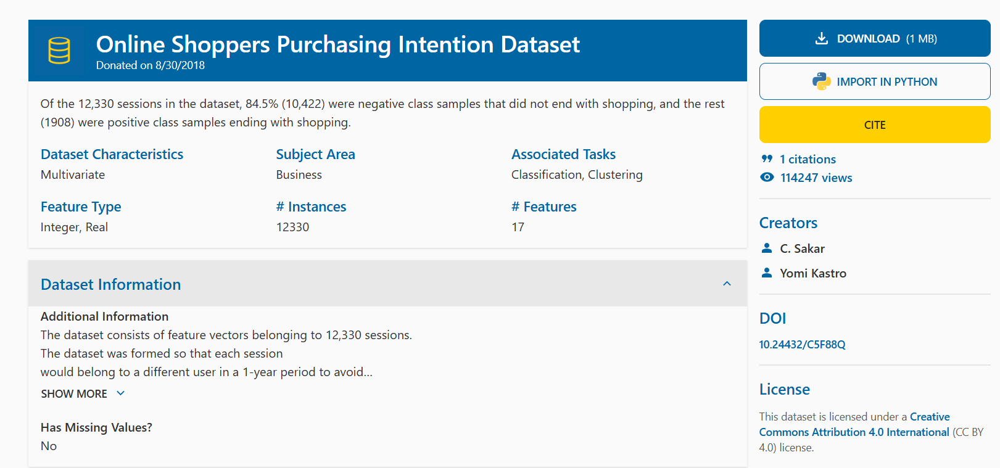 Online Shoppers Purchasing Intention Dataset
Donated on 8/30/2018
Of the 12,330 sessions in the dataset, 84.5% (10,422) were negative class samples that did not end with shopping, and the rest
(1908) were positive class samples ending with shopping.
Dataset Characteristics
Multivariate
Subject Area
Business
Associated Tasks
Classification, Clustering
Feature Type
Integer, Real
# Instances
12330
# Features
17
Dataset Information
Additional Information
The dataset consists of feature vectors belonging to 12,330 sessions.
The dataset was formed so that each session
would belong to a different user in a 1-year period to avoid...
SHOW MORE
Has Missing Values?
No
DOWNLOAD (1 MB)
IMPORT IN PYTHON
CITE
1 citations
114247 views
Creators
C. Sakar
Yomi Kastro
DOI
10.24432/C5F88Q
License
This dataset is licensed under a Creative
Commons Attribution 4.0 International (CC BY
4.0) license.